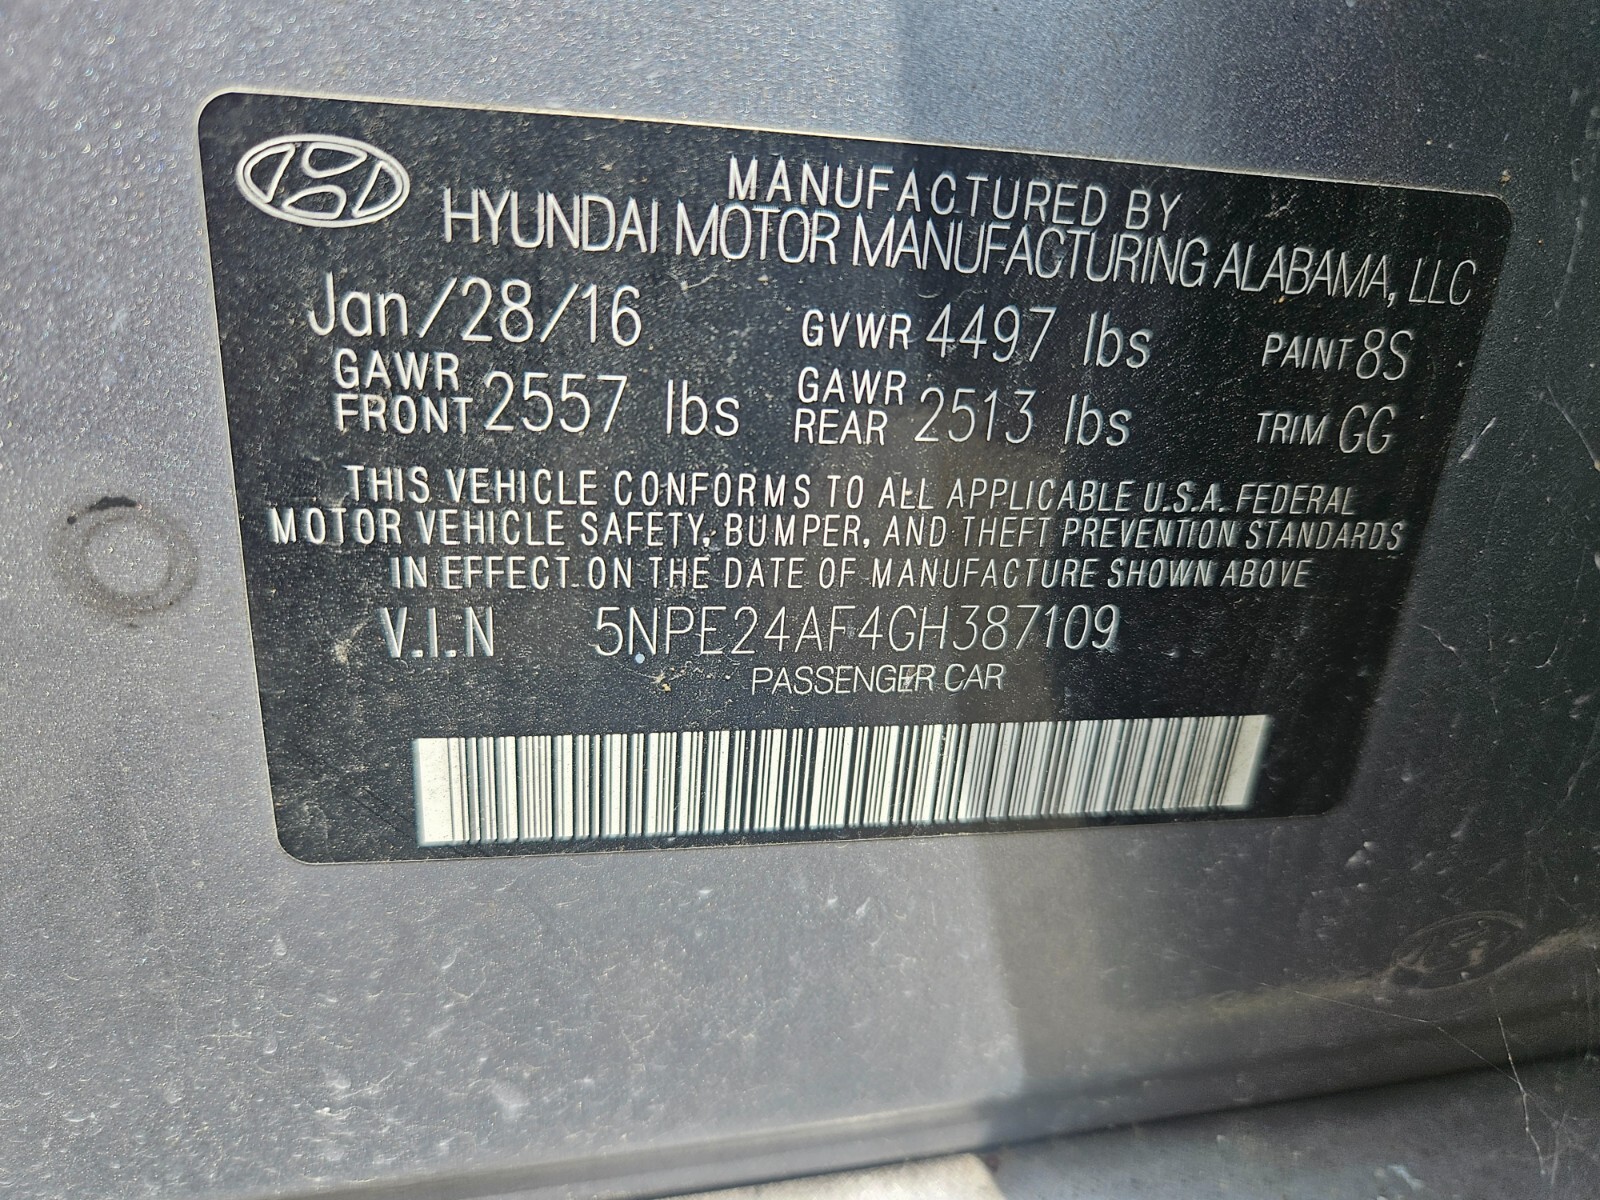 MANUFACTURED BY
HYUNDAI MOTOR MANUFACTURING ALABAMA, LLC
Jan/28/16 GVWR 4497 lbs PAINT 8S
GAWR FRONT 2557 lbs GAWR REAR 2513 lbs TRIM GG
THIS VEHICLE CONFORMS TO ALL APPLICABLE U.S.A. FEDERAL
MOTOR VEHICLE SAFETY, BUMPER, AND THEFT PREVENTION STANDARDS
IN EFFECT ON THE DATE OF MANUFACTURE SHOWN ABOVE
V.I.N 5NPE24AF4GH387109
PASSENGER CAR